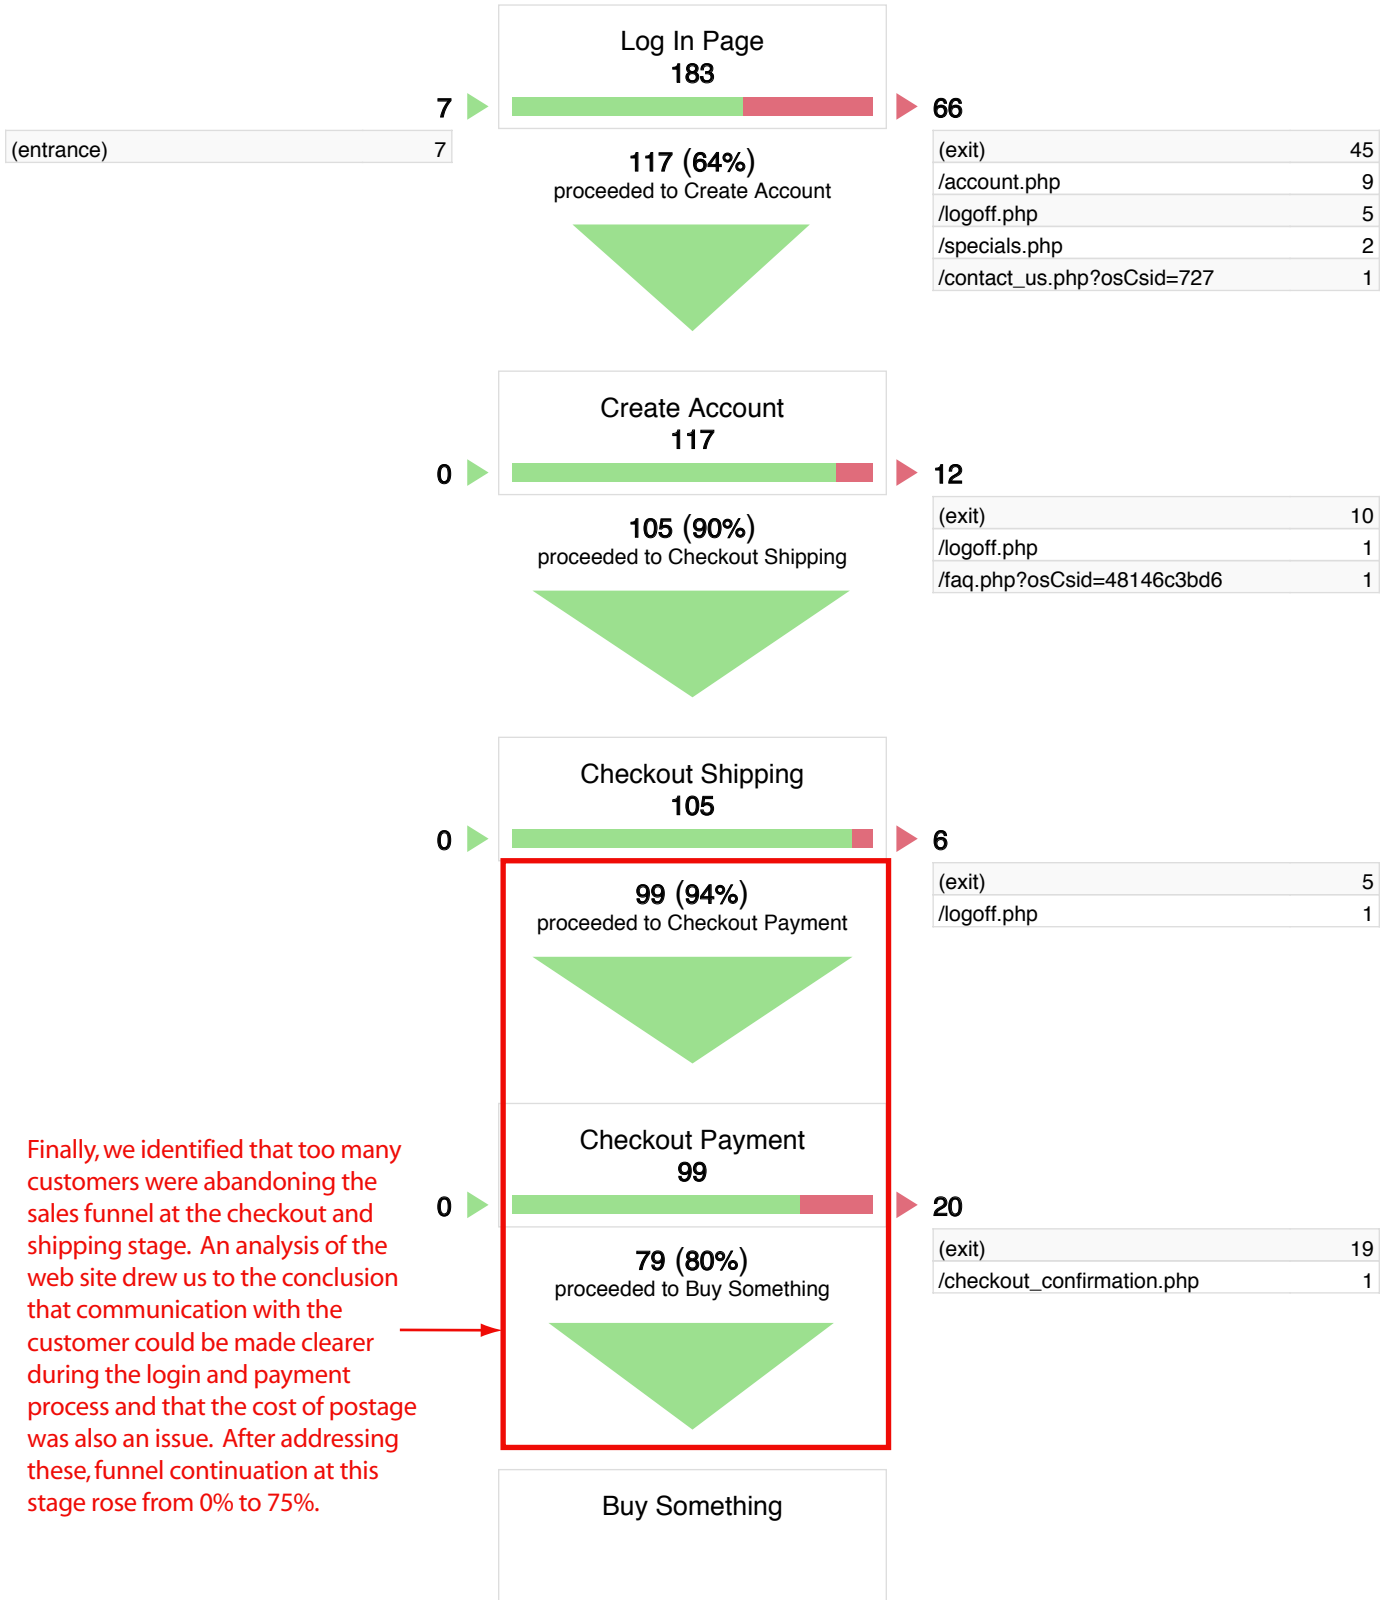 Log In Page
183
7
66
(entrance) 7
117 (64%)
proceeded to Create Account
(exit) 45
/account.php 9
/logoff.php 5
/specials.php 2
/contact_us.php?osCsid=727 1
Create Account
117
0
12
105 (90%)
proceeded to Checkout Shipping
(exit) 10
/logoff.php 1
/faq.php?osCsid=48146c3bd6 1
Checkout Shipping
105
0
6
99 (94%)
proceeded to Checkout Payment
(exit) 5
/logoff.php 1
Checkout Payment
99
0
20
79 (80%)
proceeded to Buy Something
(exit) 19
/checkout_confirmation.php 1
Finally, we identified that too many
customers were abandoning the
sales funnel at the checkout and
shipping stage. An analysis of the
web site drew us to the conclusion
that communication with the
customer could be made clearer
during the login and payment
process and that the cost of postage
was also an issue. After addressing
these, funnel continuation at this
stage rose from 0% to 75%.
Buy Something